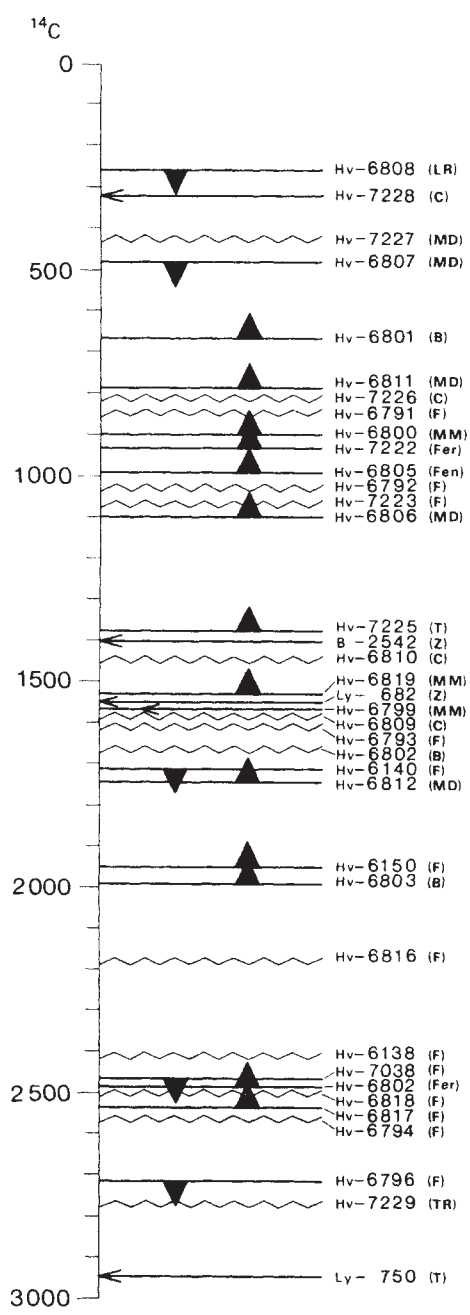 14C
0
Hv-6808 (LR)
Hv-7228 (C)
Hv-7227 (MD)
500
Hv-6807 (MD)
Hv-6801 (B)
Hv-6811 (MD)
Hv-7226 (C)
Hv-6791 (F)
Hv-6800 (MM)
Hv-7222 (Fer)
1000
Hv-6805 (Fen)
Hv-6792 (F)
Hv-7223 (F)
Hv-6806 (MD)
Hv-7225 (T)
B -2542 (Z)
Hv-6810 (C)
1500
Hv-6819 (MM)
Ly- 682 (Z)
Hv-6799 (MM)
Hv-6809 (C)
Hv-6793 (F)
Hv-6802 (B)
Hv-6140 (F)
Hv-6812 (MD)
Hv-6150 (F)
2000
Hv-6803 (B)
Hv-6816 (F)
Hv-6138 (F)
Hv-7038 (F)
Hv-6802 (Fer)
2500
Hv-6818 (F)
Hv-6817 (F)
Hv-6794 (F)
Hv-6796 (F)
Hv-7229 (TR)
Ly- 750 (T)
3000